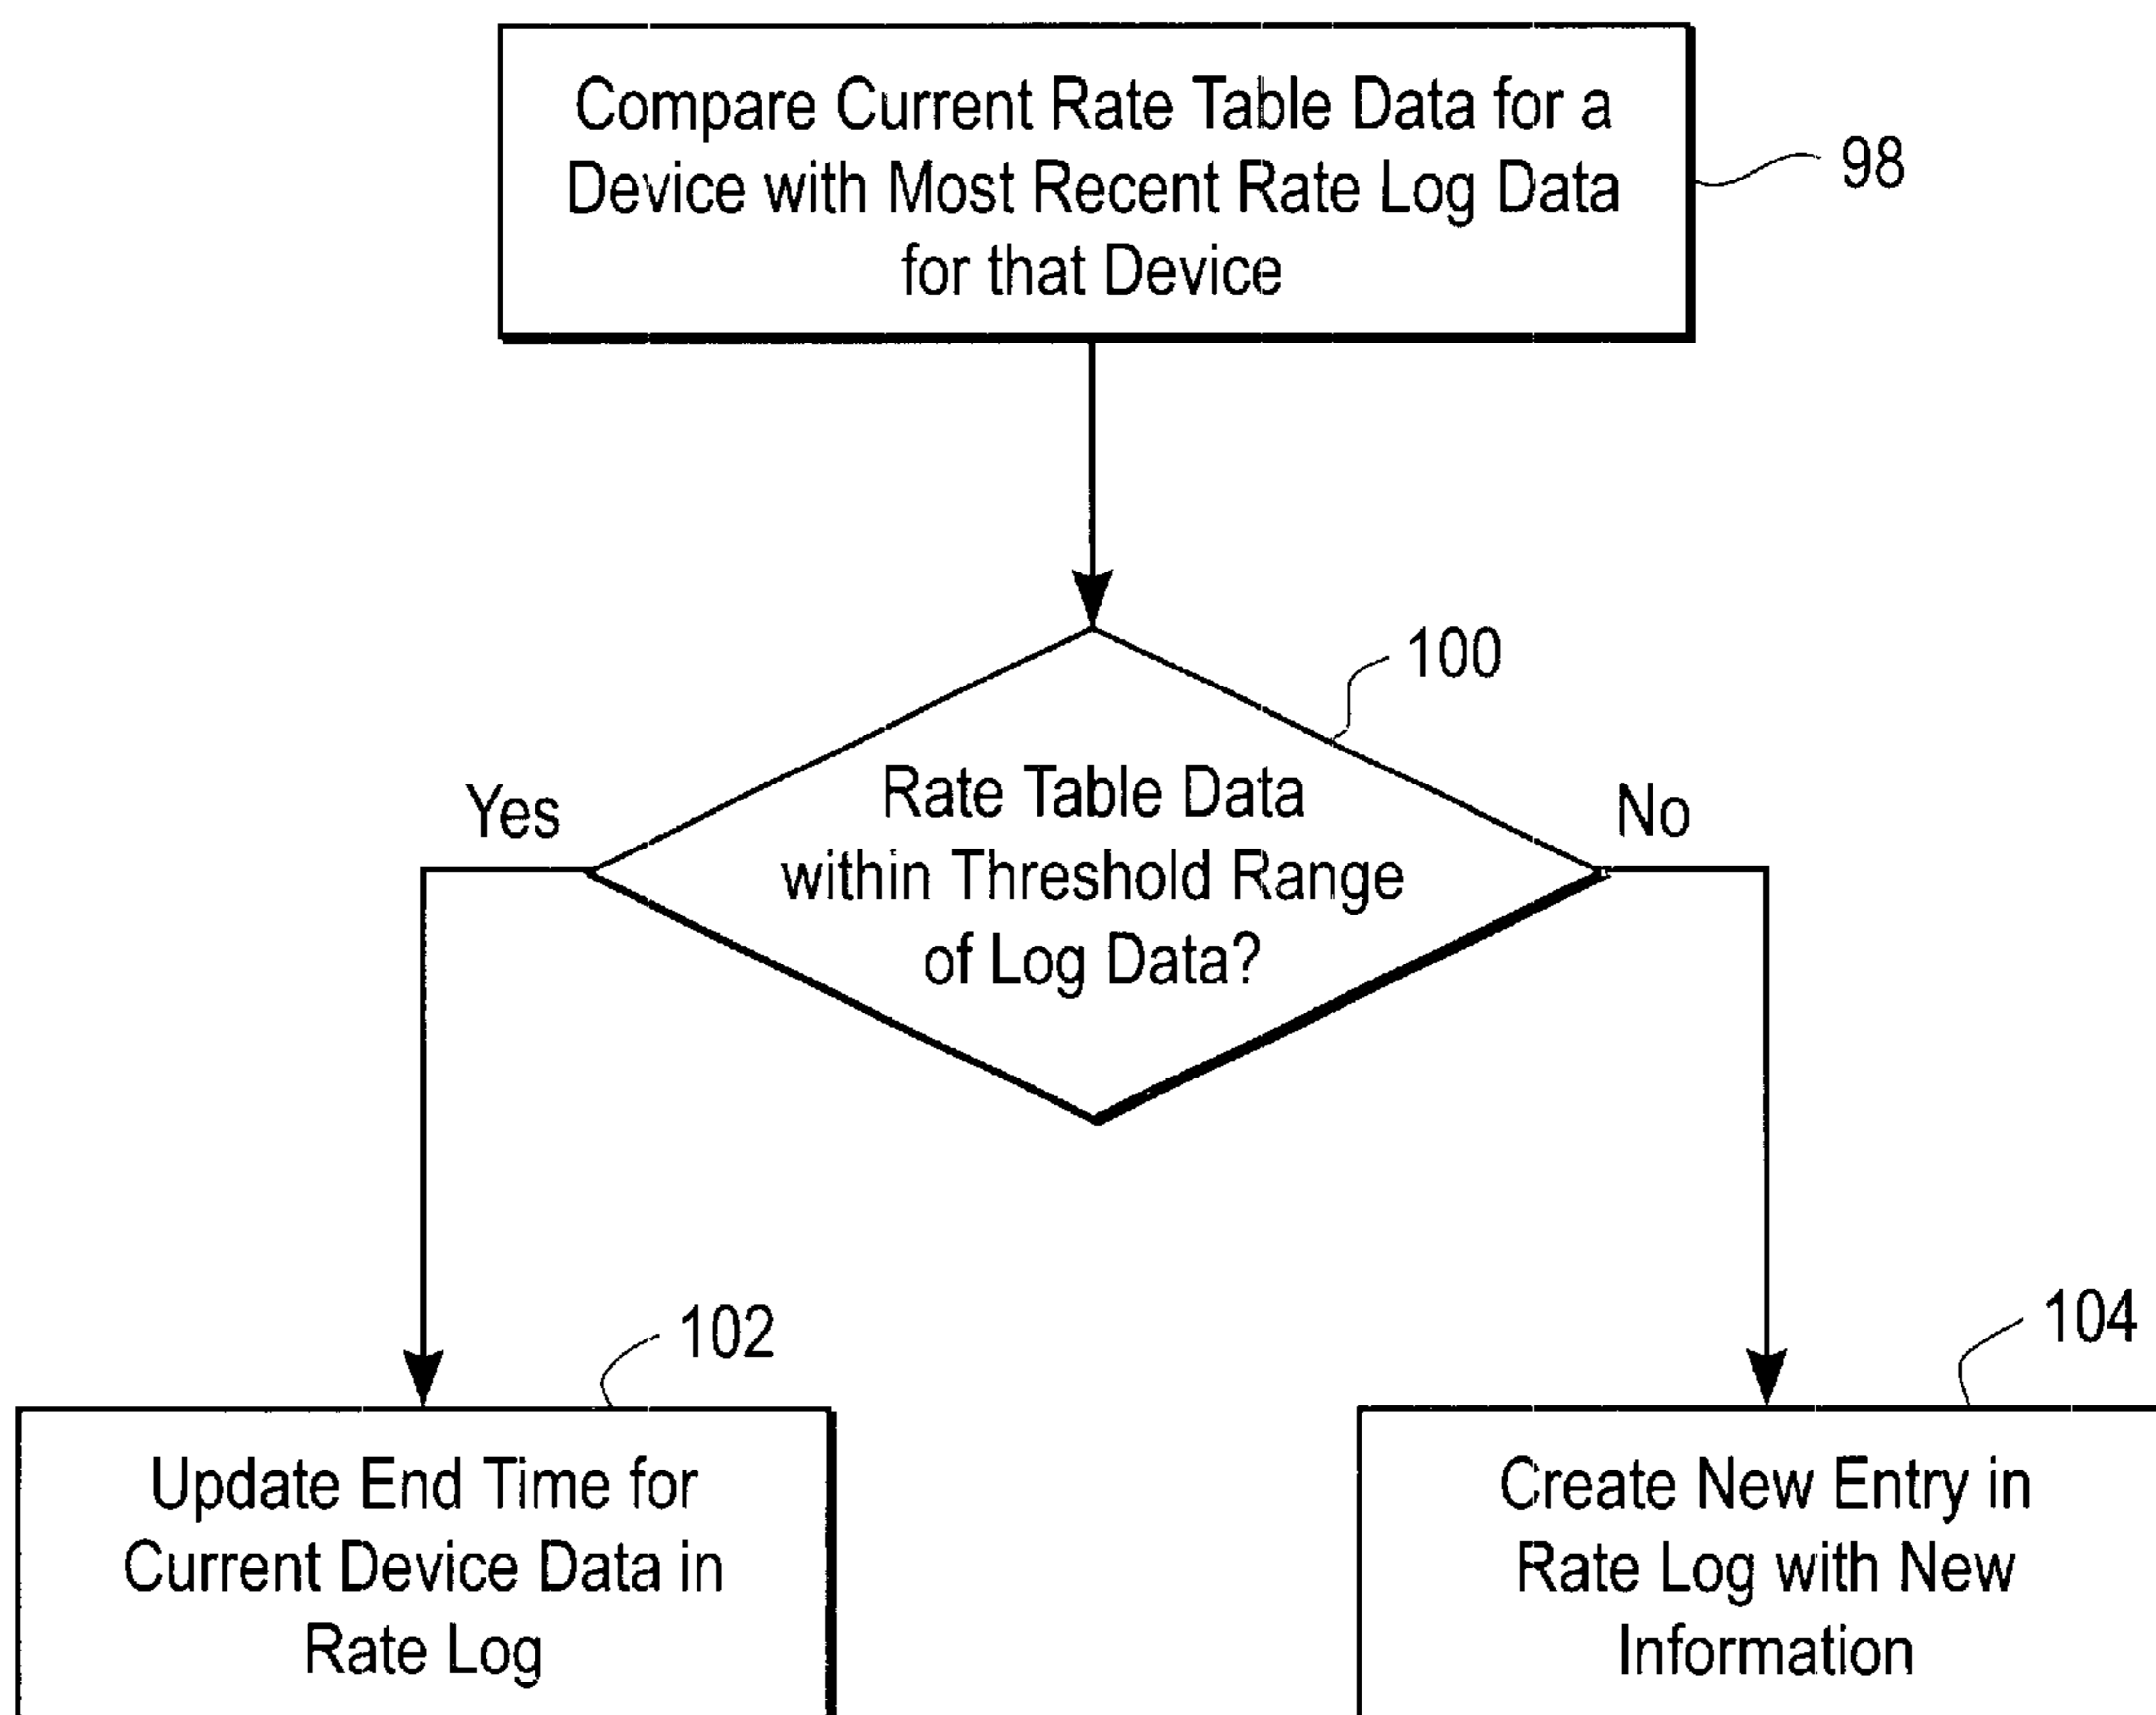 Compare Current Rate Table Data for a
Device with Most Recent Rate Log Data
for that Device
98
100
Rate Table Data
within Threshold Range
of Log Data?
Yes
No
102
Update End Time for
Current Device Data in
Rate Log
104
Create New Entry in
Rate Log with New
Information